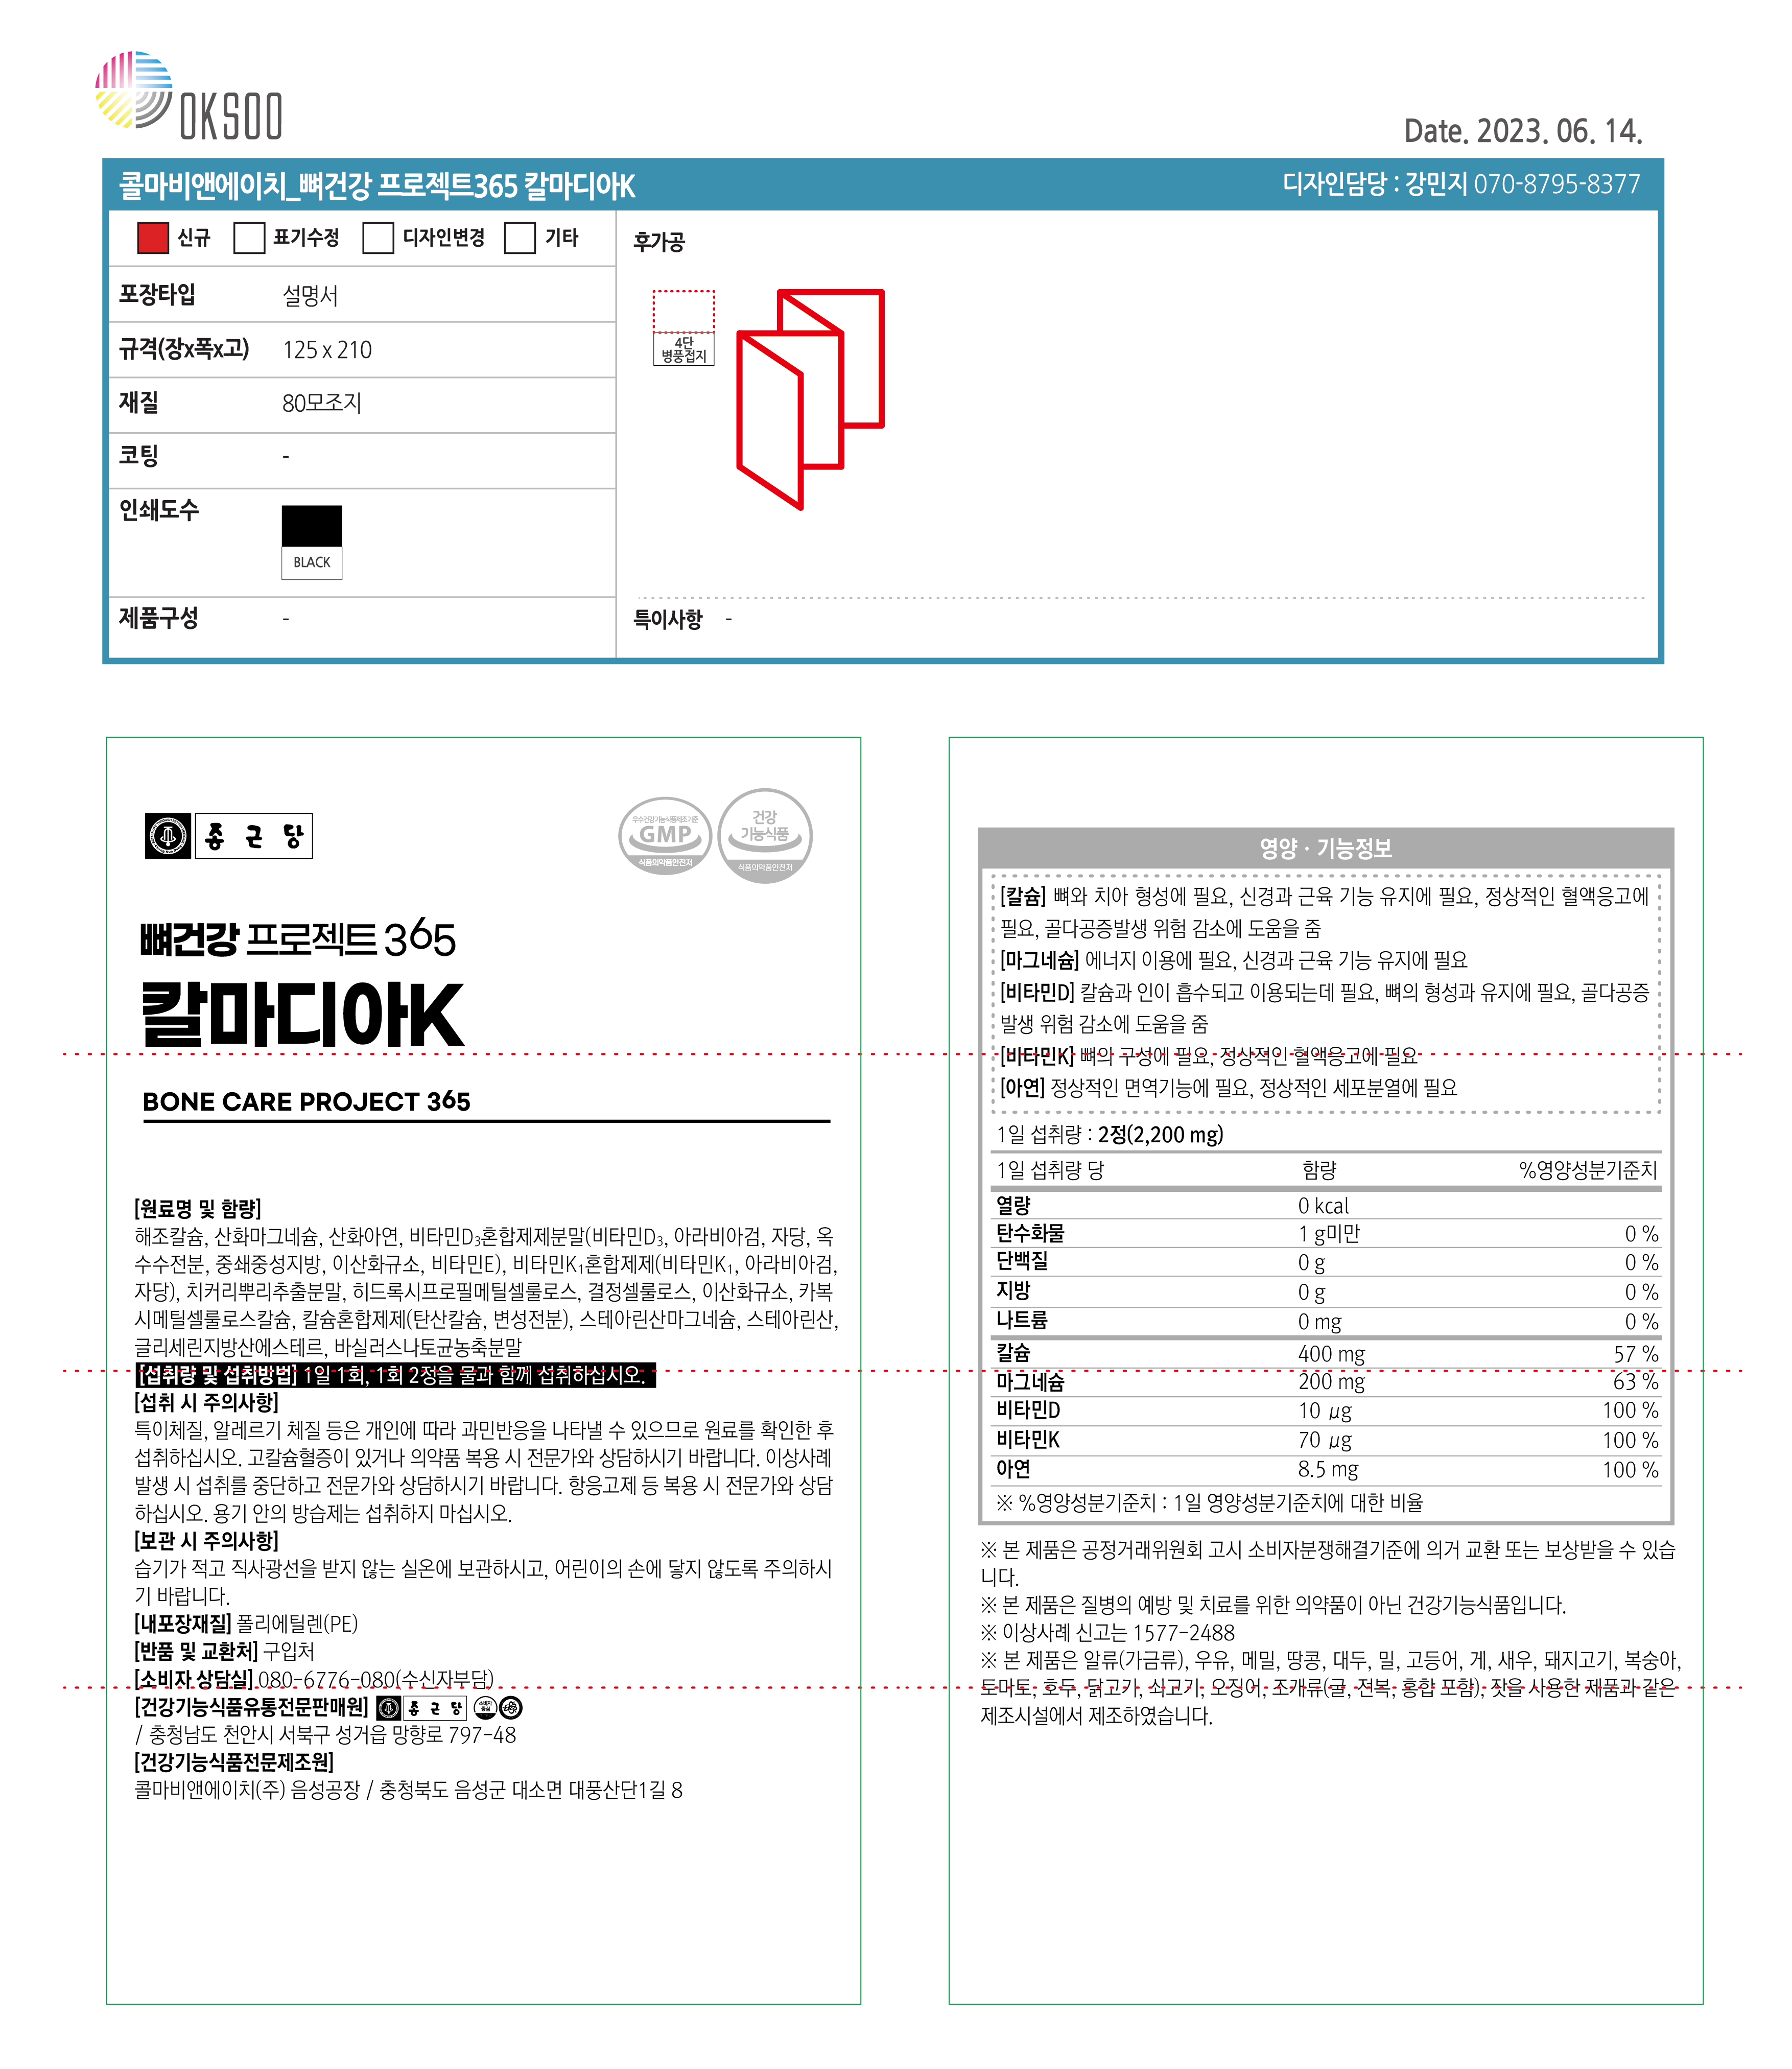 OKSOO
Date. 2023. 06. 14.
콜마비앤에이치_뼈건강 프로젝트365 칼마디아K
디자인담당 : 강민지 070-8795-8377
신규 표기수정 디자인변경 기타
포장타입 설명서
규격(장x폭x고) 125 x 210
재질 80모조지
코팅 -
인쇄도수
BLACK
제품구성 -
후가공
4단
병풍접지
특이사항 -
종근당
우수건강기능식품제조기준
GMP
식품의약품안전처
건강
기능식품
식품의약품안전처
뼈건강 프로젝트 365
칼마디아K
BONE CARE PROJECT 365
[원료명 및 함량]
해조칼슘, 산화마그네슘, 산화아연, 비타민D₃혼합제제분말(비타민D₃, 아라비아검, 자당, 옥
수수전분, 중쇄중성지방, 이산화규소, 비타민E), 비타민K₁혼합제제(비타민K₁, 아라비아검,
자당), 치커리뿌리추출분말, 히드록시프로필메틸셀룰로스, 결정셀룰로스, 이산화규소, 카복
시메틸셀룰로스칼슘, 칼슘혼합제제(탄산칼슘, 변성전분), 스테아린산마그네슘, 스테아린산,
글리세린지방산에스테르, 바실러스나토균농축분말
[섭취량 및 섭취방법] 1일 1회, 1회 2정을 물과 함께 섭취하십시오.
[섭취 시 주의사항]
특이체질, 알레르기 체질 등은 개인에 따라 과민반응을 나타낼 수 있으므로 원료를 확인한 후
섭취하십시오. 고칼슘혈증이 있거나 의약품 복용 시 전문가와 상담하시기 바랍니다. 이상사례
발생 시 섭취를 중단하고 전문가와 상담하시기 바랍니다. 항응고제 등 복용 시 전문가와 상담
하십시오. 용기 안의 방습제는 섭취하지 마십시오.
[보관 시 주의사항]
습기가 적고 직사광선을 받지 않는 실온에 보관하시고, 어린이의 손에 닿지 않도록 주의하시
기 바랍니다.
[내포장재질] 폴리에틸렌(PE)
[반품 및 교환처] 구입처
[소비자 상담실] 080-6776-080(수신자부담)
[건강기능식품유통전문판매원] 종근당 소비자 중심
/ 충청남도 천안시 서북구 성거읍 망향로 797-48
[건강기능식품전문제조원]
콜마비앤에이치(주) 음성공장 / 충청북도 음성군 대소면 대풍산단1길 8
영양 · 기능정보
[칼슘] 뼈와 치아 형성에 필요, 신경과 근육 기능 유지에 필요, 정상적인 혈액응고에
필요, 골다공증발생 위험 감소에 도움을 줌
[마그네슘] 에너지 이용에 필요, 신경과 근육 기능 유지에 필요
[비타민D] 칼슘과 인이 흡수되고 이용되는데 필요, 뼈의 형성과 유지에 필요, 골다공증
발생 위험 감소에 도움을 줌
[비타민K] 뼈의 구성에 필요, 정상적인 혈액응고에 필요
[아연] 정상적인 면역기능에 필요, 정상적인 세포분열에 필요
1일 섭취량 : 2정(2,200 mg)
1일 섭취량 당 함량 %영양성분기준치
열량 0 kcal
탄수화물 1 g미만 0 %
단백질 0 g 0 %
지방 0 g 0 %
나트륨 0 mg 0 %
칼슘 400 mg 57 %
마그네슘 200 mg 63 %
비타민D 10 ㎍ 100 %
비타민K 70 ㎍ 100 %
아연 8.5 mg 100 %
※ %영양성분기준치 : 1일 영양성분기준치에 대한 비율
※ 본 제품은 공정거래위원회 고시 소비자분쟁해결기준에 의거 교환 또는 보상받을 수 있습
니다.
※ 본 제품은 질병의 예방 및 치료를 위한 의약품이 아닌 건강기능식품입니다.
※ 이상사례 신고는 1577-2488
※ 본 제품은 알류(가금류), 우유, 메밀, 땅콩, 대두, 밀, 고등어, 게, 새우, 돼지고기, 복숭아,
토마토, 호두, 닭고기, 쇠고기, 오징어, 조개류(굴, 전복, 홍합 포함), 잣을 사용한 제품과 같은
제조시설에서 제조하였습니다.